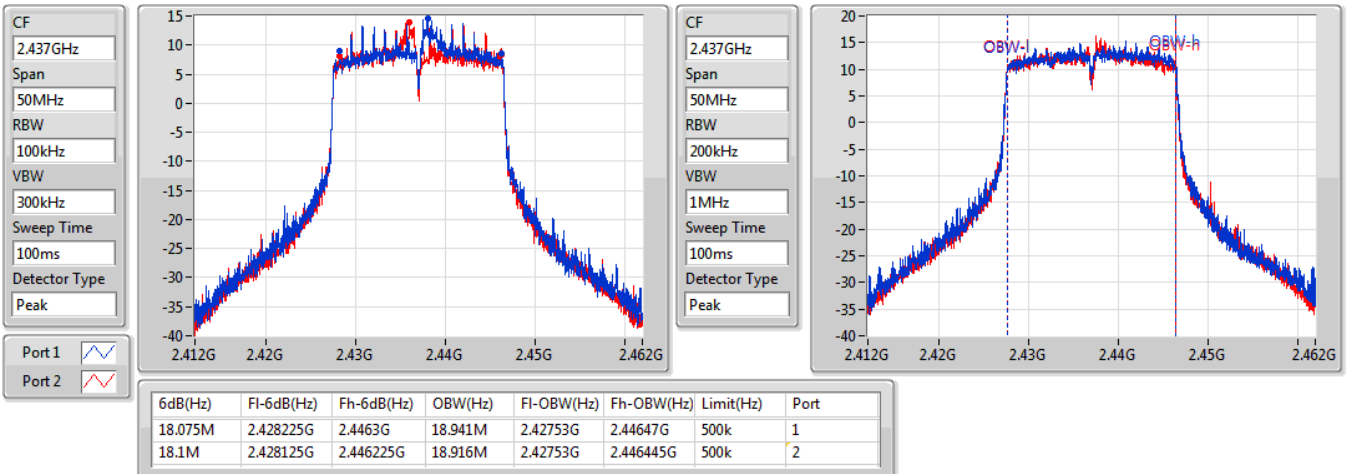 CF
2.437GHz
Span
50MHz
RBW
100kHz
VBW
300kHz
Sweep Time
100ms
Detector Type
Peak
Port 1
Port 2
15
10
5
0
-5
-10
-15
-20
-25
-30
-35
-40
2.412G 2.42G 2.43G 2.44G 2.45G 2.462G
CF
2.437GHz
Span
50MHz
RBW
200kHz
VBW
1MHz
Sweep Time
100ms
Detector Type
Peak
20
15
10
5
0
-5
-10
-15
-20
-25
-30
-35
-40
OBW-l OBW-h
2.412G 2.42G 2.43G 2.44G 2.45G 2.462G
6dB(Hz) Fl-6dB(Hz) Fh-6dB(Hz) OBW(Hz) Fl-OBW(Hz) Fh-OBW(Hz) Limit(Hz) Port
18.075M 2.428225G 2.4463G 18.941M 2.42753G 2.44647G 500k 1
18.1M 2.428125G 2.446225G 18.916M 2.42753G 2.446445G 500k 2